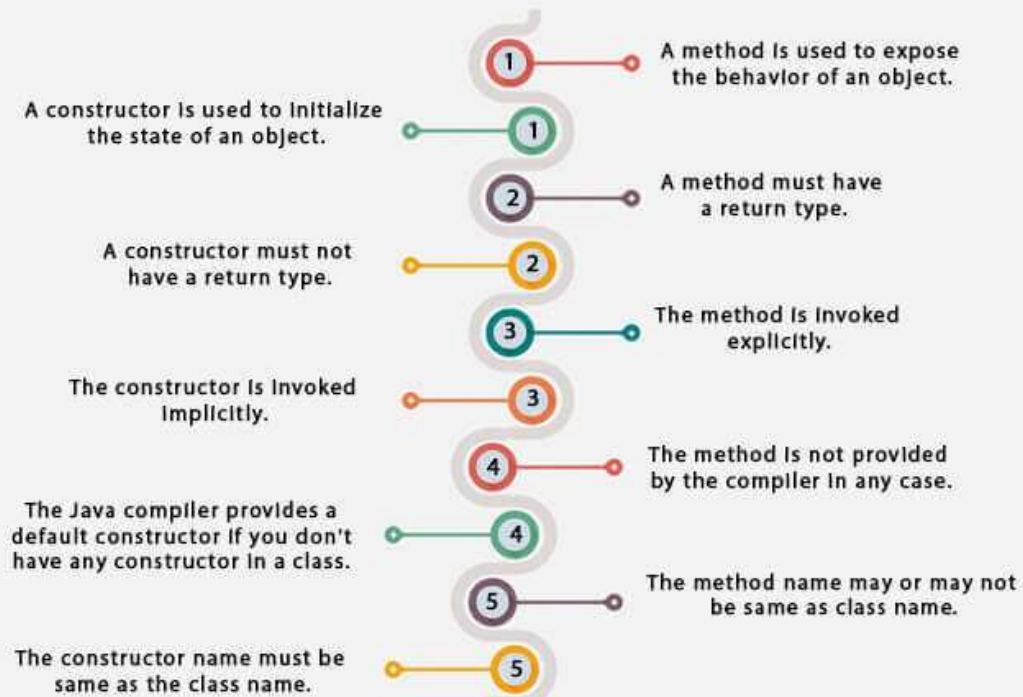 1
A method is used to expose
the behavior of an object.
A constructor is used to initialize
the state of an object.
1
2
A method must have
a return type.
A constructor must not
have a return type.
2
3
The method is invoked
explicitly.
The constructor is invoked
implicitly.
3
4
The method is not provided
by the compiler in any case.
The Java compiler provides a
default constructor if you don't
have any constructor in a class.
4
5
The method name may or may not
be same as class name.
The constructor name must be
same as the class name.
5